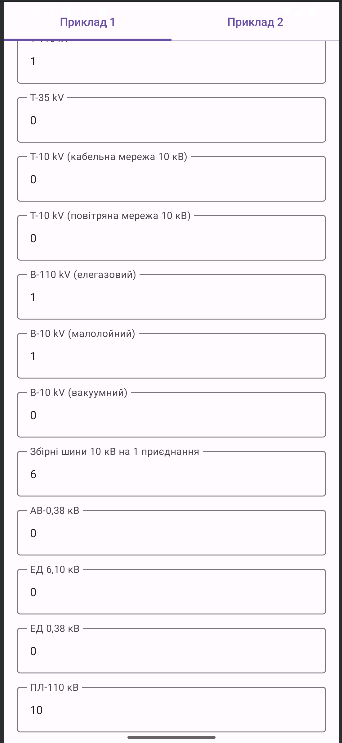 Приклад 1
Приклад 2
1
Т-35 kV
0
Т-10 kV (кабельна мережа 10 кВ)
0
Т-10 kV (повітряна мережа 10 кВ)
0
В-110 kV (елегазовий)
1
В-10 kV (малолойний)
1
В-10 kV (вакуумний)
0
Збірні шини 10 кВ на 1 приєднання
6
АВ-0,38 кВ
0
ЕД 6,10 кВ
0
ЕД 0,38 кВ
0
ПЛ-110 кВ
10